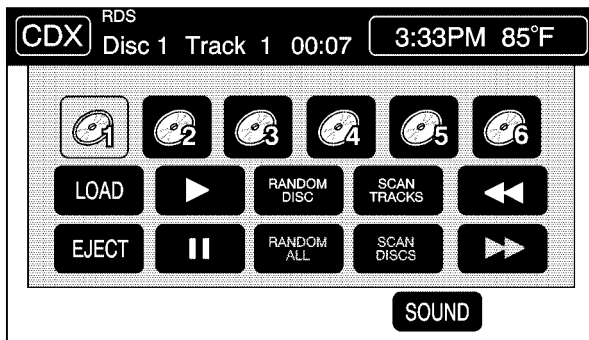 CDX
RDS
Disc 1 Track 1 00:07
3:33PM 85°F
1 2 3 4 5 6
LOAD
RANDOM
DISC
SCAN
TRACKS
EJECT
RANDOM
ALL
SCAN
DISCS
SOUND